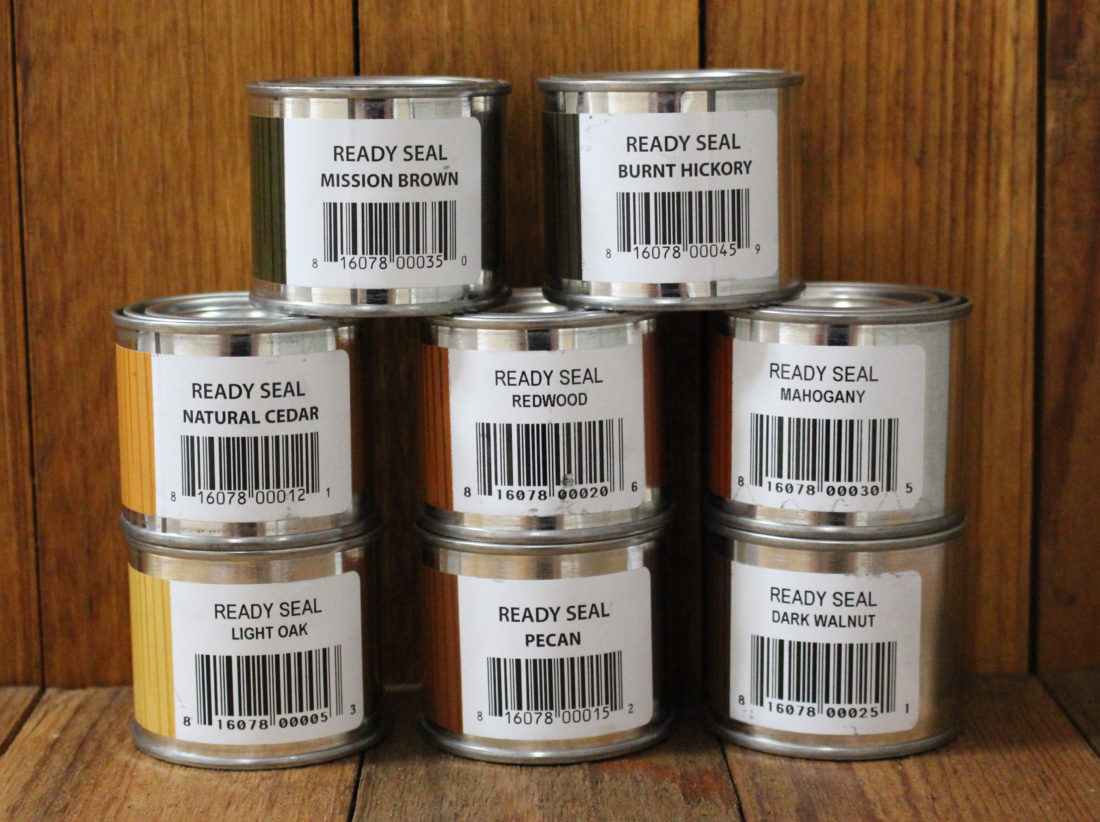 READY SEAL
MISSION BROWN
8 16078 00035 0
READY SEAL
BURNT HICKORY
8 16078 00045 9
READY SEAL
NATURAL CEDAR
8 16078 00012 1
READY SEAL
REDWOOD
8 16078 00020 6
READY SEAL
MAHOGANY
8 16078 00030 5
READY SEAL
LIGHT OAK
8 16078 00005 3
READY SEAL
PECAN
8 16078 00015 2
READY SEAL
DARK WALNUT
8 16078 00025 1